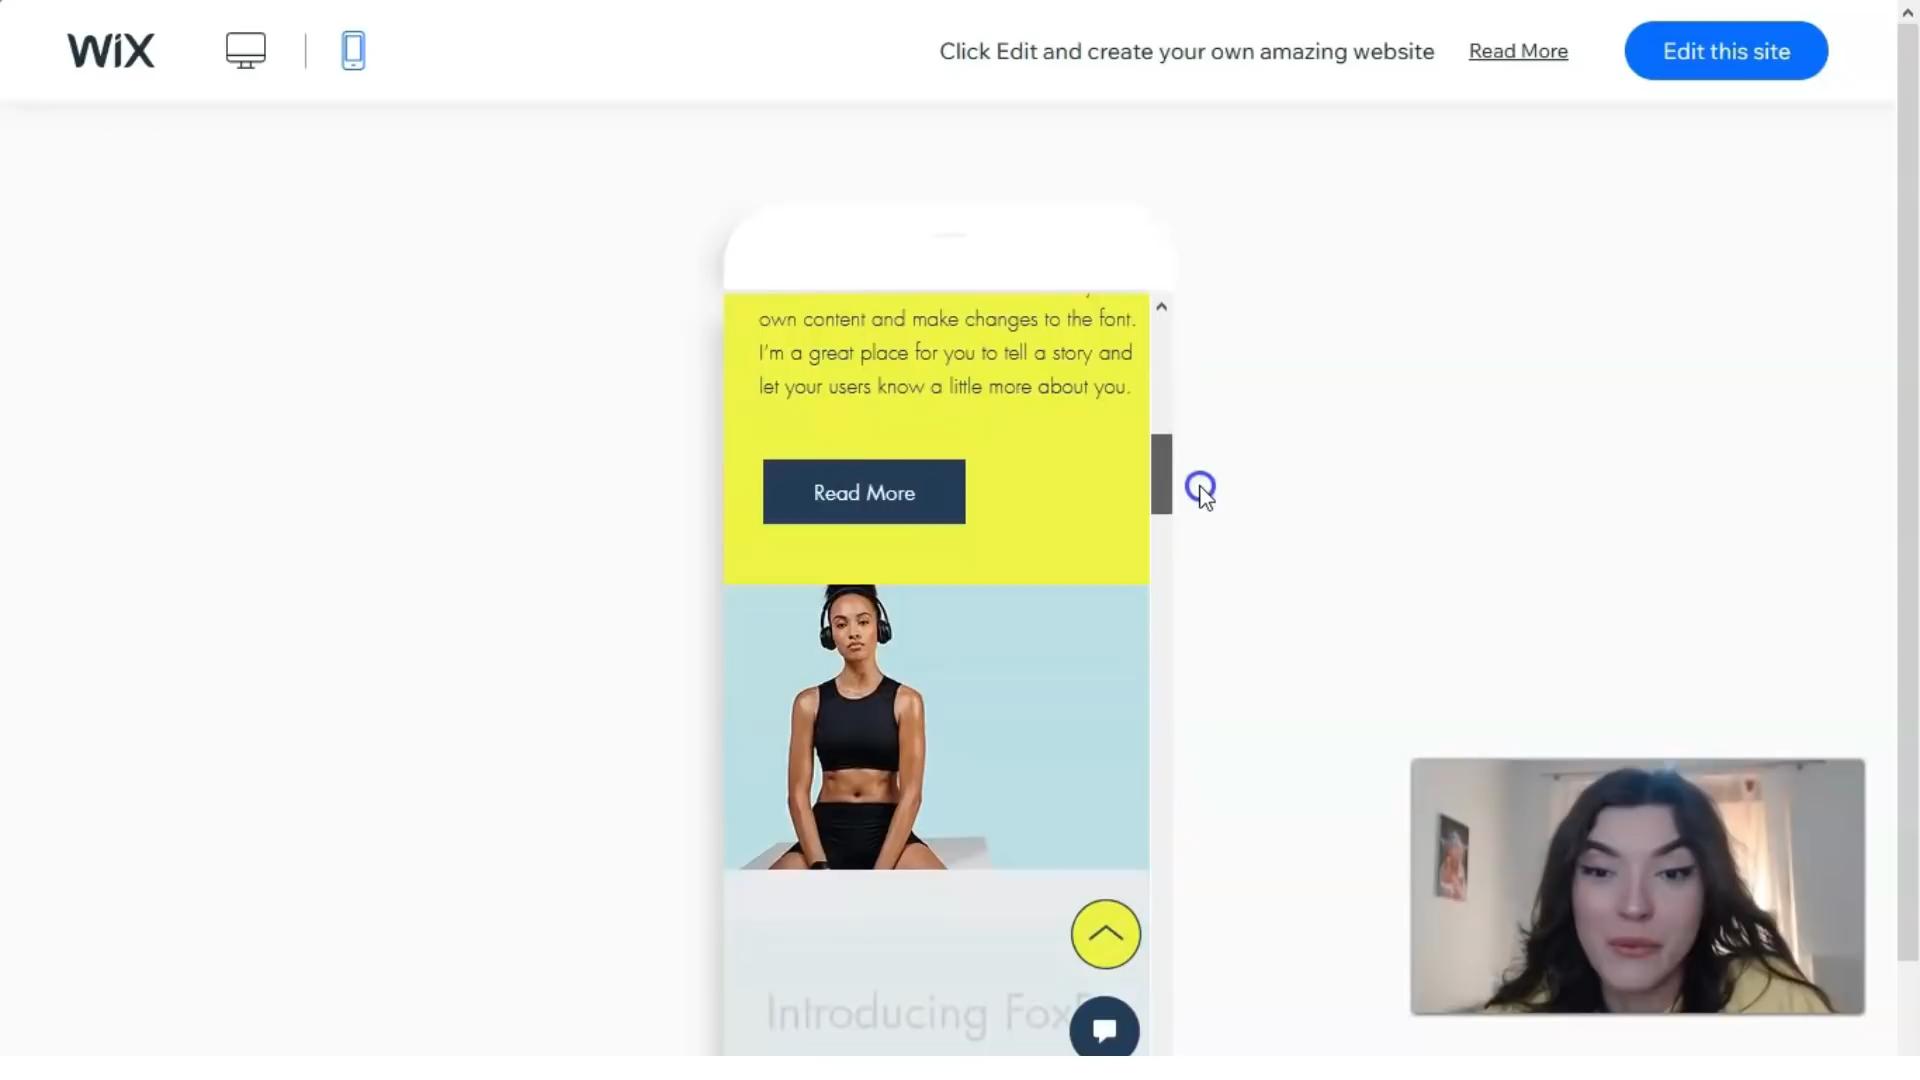 WiX
Click Edit and create your own amazing website
Read More
Edit this site
own content and make changes to the font.
I'm a great place for you to tell a story and
let your users know a little more about you.
Read More
Introducing Fox